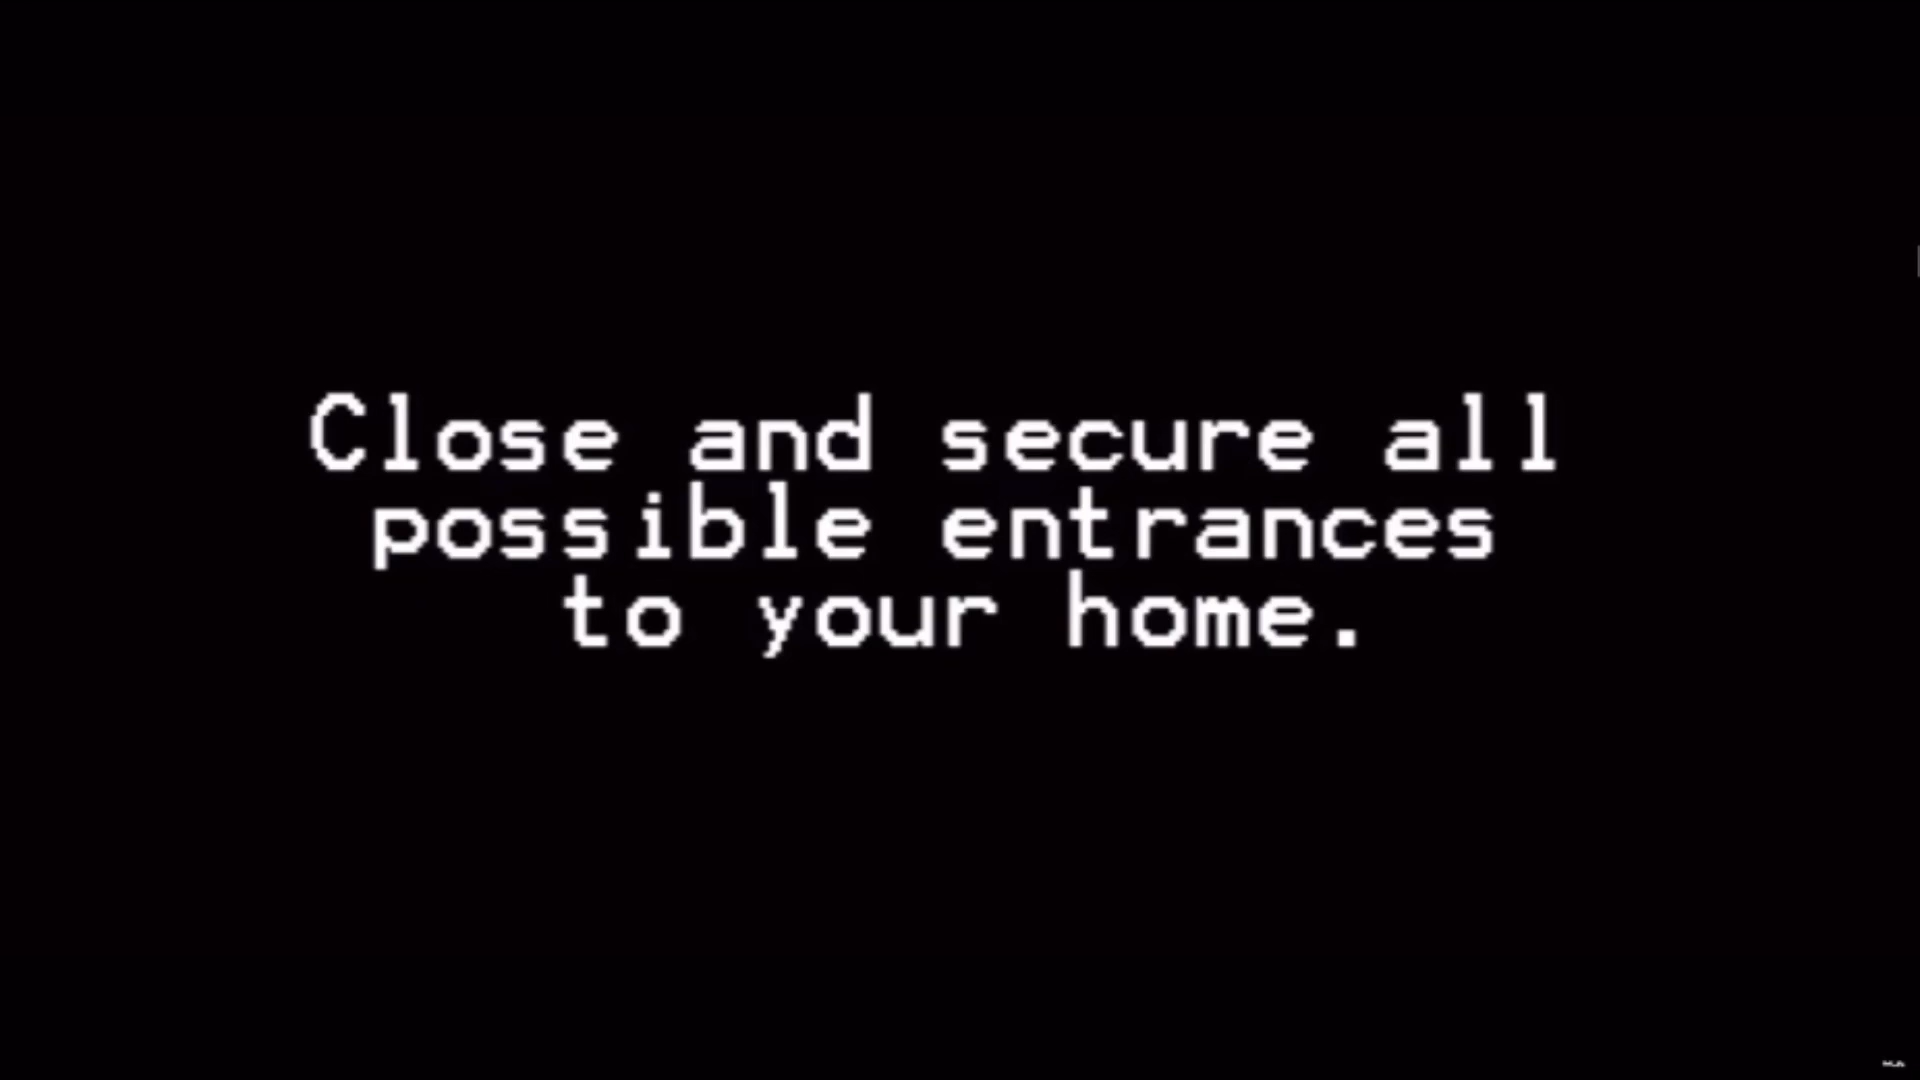 Close and secure all
possible entrances
to your home.